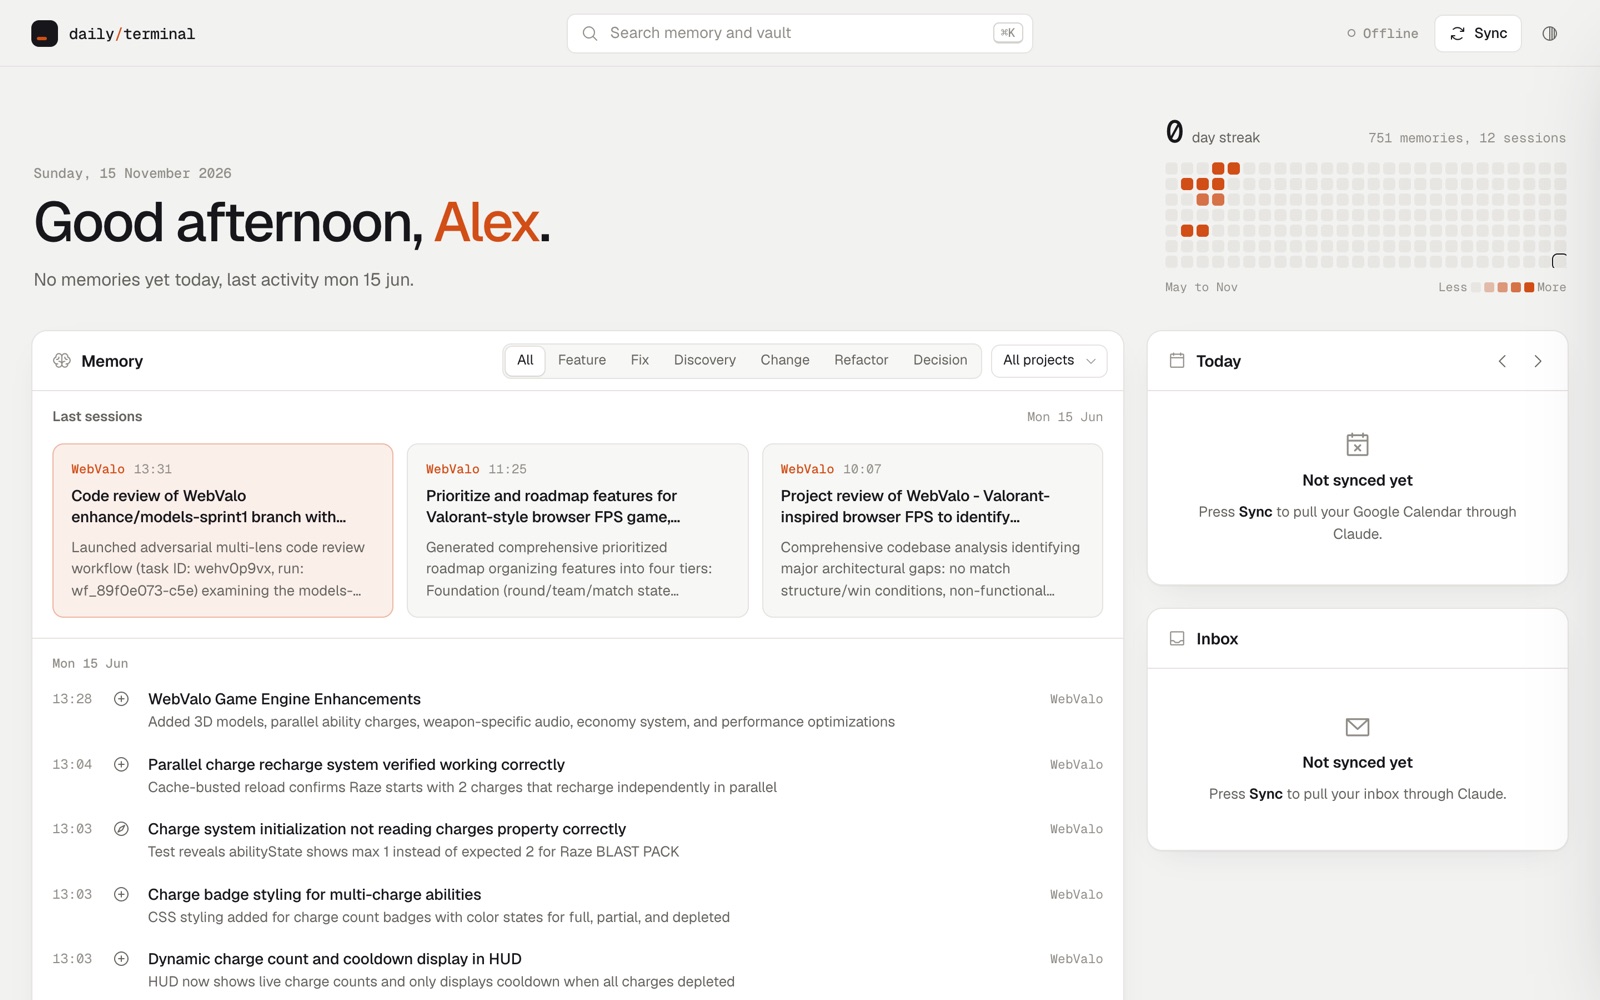 daily/terminal
Search memory and vault
⌘K
Offline
Sync
0 day streak
751 memories, 12 sessions
May to Nov
Less
More
Sunday, 15 November 2026
Good afternoon, Alex.
No memories yet today, last activity mon 15 jun.
Memory
All
Feature
Fix
Discovery
Change
Refactor
Decision
All projects
Last sessions
Mon 15 Jun
WebValo 13:31
Code review of WebValo
enhance/models-sprint1 branch with…
Launched adversarial multi-lens code review
workflow (task ID: wehv0p9vx, run:
wf_89f0e073-c5e) examining the models-…
WebValo 11:25
Prioritize and roadmap features for
Valorant-style browser FPS game,…
Generated comprehensive prioritized
roadmap organizing features into four tiers:
Foundation (round/team/match state…
WebValo 10:07
Project review of WebValo - Valorant-
inspired browser FPS to identify…
Comprehensive codebase analysis identifying
major architectural gaps: no match
structure/win conditions, non-functional…
Mon 15 Jun
13:28
WebValo Game Engine Enhancements
WebValo
Added 3D models, parallel ability charges, weapon-specific audio, economy system, and performance optimizations
13:04
Parallel charge recharge system verified working correctly
WebValo
Cache-busted reload confirms Raze starts with 2 charges that recharge independently in parallel
13:03
Charge system initialization not reading charges property correctly
WebValo
Test reveals abilityState shows max 1 instead of expected 2 for Raze BLAST PACK
13:03
Charge badge styling for multi-charge abilities
WebValo
CSS styling added for charge count badges with color states for full, partial, and depleted
13:03
Dynamic charge count and cooldown display in HUD
WebValo
HUD now shows live charge counts and only displays cooldown when all charges depleted
Today
Not synced yet
Press Sync to pull your Google Calendar through
Claude.
Inbox
Not synced yet
Press Sync to pull your inbox through Claude.